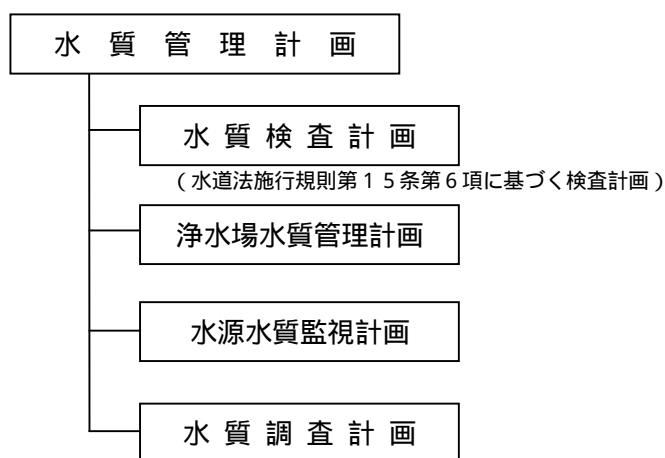 水 質 管 理 計 画
水 質 検 査 計 画
(水道法施行規則第15条第6項に基づく検査計画)
浄水場水質管理計画
水源水質監視計画
水 質 調 査 計 画